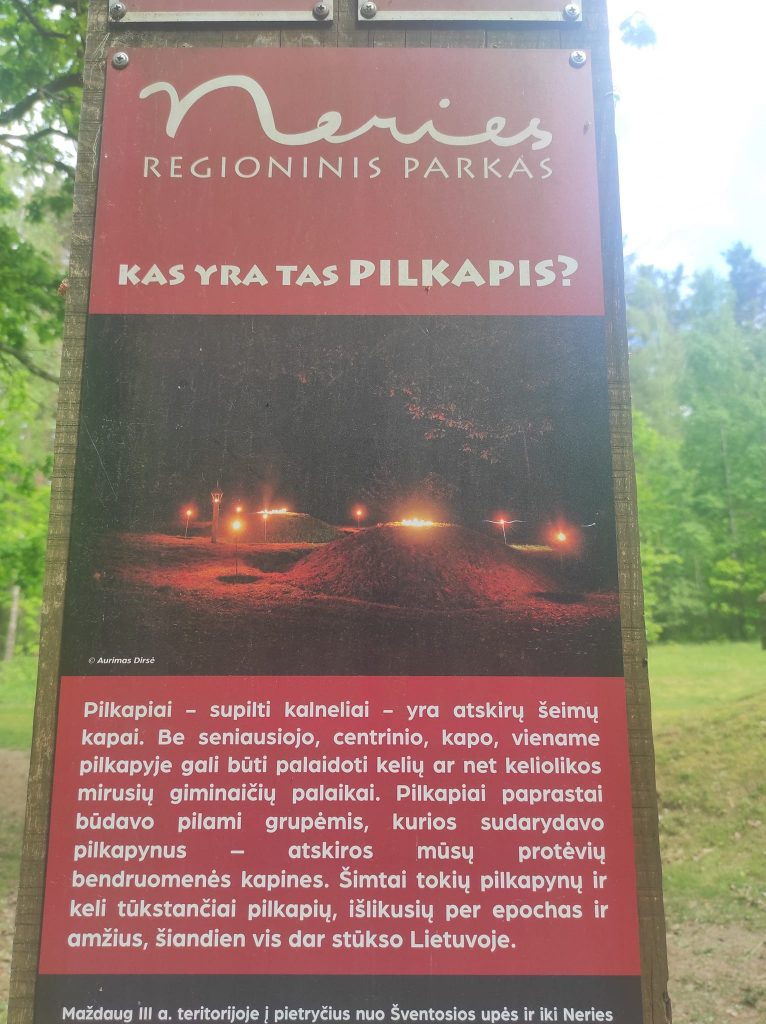 Neries
REGIONINIS PARKAS
KAS YRA TAS PILKAPIS?
© Aurimas Dirsė
Pilkapiai – supilti kalneliai – yra atskirų šeimų
kapai. Be seniausiojo, centrinio, kapo, viename
pilkapyje gali būti palaidoti kelių ar net keliolikos
mirusių giminaičių palaikai. Pilkapiai paprastai
būdavo pilami grupėmis, kurios sudarydavo
pilkapynus – atskiros mūsų protėvių
bendruomenės kapines. Šimtai tokių pilkapynų ir
keli tūkstančiai pilkapių, išlikusių per epochas ir
amžius, šiandien vis dar stūkso Lietuvoje.
Maždaug III a. teritorijoje į pietryčius nuo Šventosios upės ir iki Neries